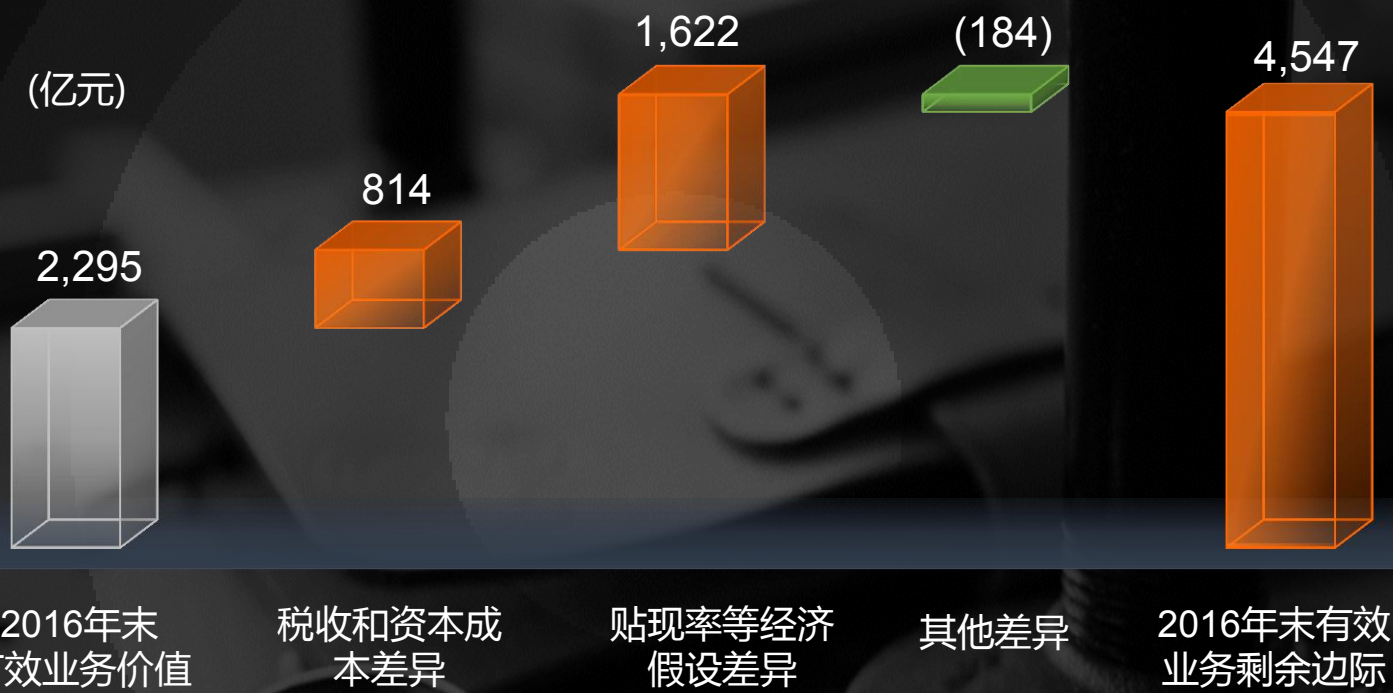 (亿元)
2,295
814
1,622
(184)
4,547
2016年末
效业务价值
税收和资本成
本差异
贴现率等经济
假设差异
其他差异
2016年末有效
业务剩余边际